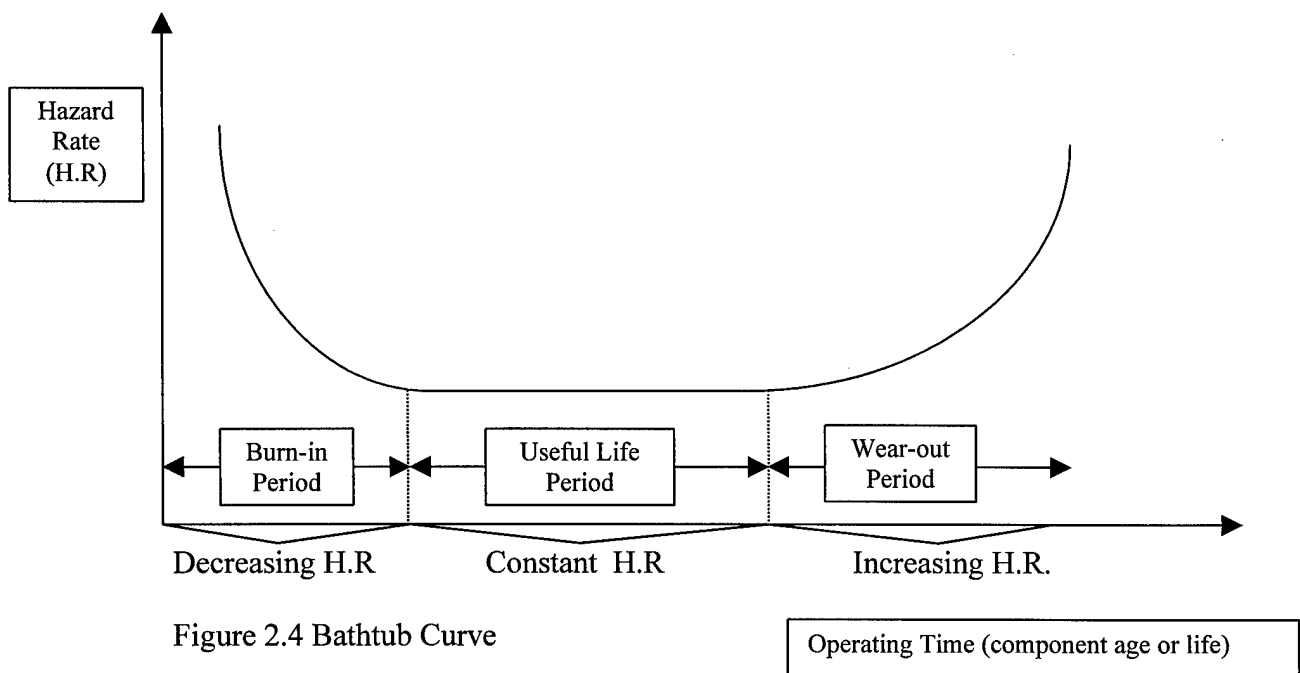 Hazard
Rate
(H.R)
Burn-in
Period
Useful Life
Period
Wear-out
Period
Decreasing H.R
Constant H.R
Increasing H.R.
Figure 2.4 Bathtub Curve
Operating Time (component age or life)